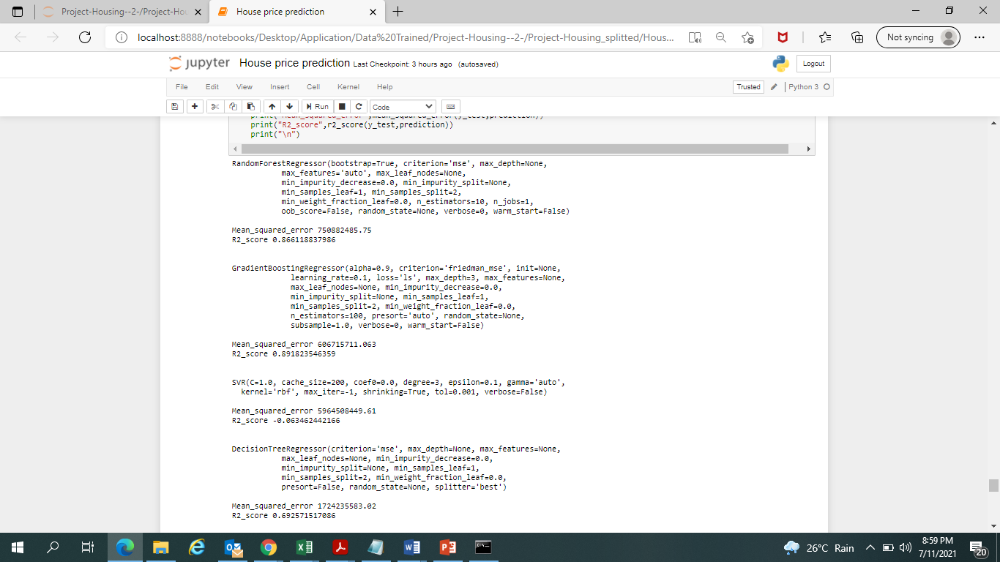 Project-Housing--2-/Project-Hou
House price prediction
localhost:8888/notebooks/Desktop/Application/Data%20Trained/Project-Housing--2-/Project-Housing_splitted/Hous...
Not syncing
jupyter House price prediction Last Checkpoint: 3 hours ago (autosaved)
Logout
File Edit View Insert Cell Kernel Help
Trusted
Python 3
Run
Code
print("Mean_squared_error",mean_squared_error(y_test,prediction))
print("R2_score",r2_score(y_test,prediction))
print("\n")
RandomForestRegressor(bootstrap=True, criterion='mse', max_depth=None,
max_features='auto', max_leaf_nodes=None,
min_impurity_decrease=0.0, min_impurity_split=None,
min_samples_leaf=1, min_samples_split=2,
min_weight_fraction_leaf=0.0, n_estimators=10, n_jobs=1,
oob_score=False, random_state=None, verbose=0, warm_start=False)
Mean_squared_error 750882485.75
R2_score 0.866118837986
GradientBoostingRegressor(alpha=0.9, criterion='friedman_mse', init=None,
learning_rate=0.1, loss='ls', max_depth=3, max_features=None,
max_leaf_nodes=None, min_impurity_decrease=0.0,
min_impurity_split=None, min_samples_leaf=1,
min_samples_split=2, min_weight_fraction_leaf=0.0,
n_estimators=100, presort='auto', random_state=None,
subsample=1.0, verbose=0, warm_start=False)
Mean_squared_error 606715711.063
R2_score 0.891823546359
SVR(C=1.0, cache_size=200, coef0=0.0, degree=3, epsilon=0.1, gamma='auto',
kernel='rbf', max_iter=-1, shrinking=True, tol=0.001, verbose=False)
Mean_squared_error 5964508449.61
R2_score -0.063462442166
DecisionTreeRegressor(criterion='mse', max_depth=None, max_features=None,
max_leaf_nodes=None, min_impurity_decrease=0.0,
min_impurity_split=None, min_samples_leaf=1,
min_samples_split=2, min_weight_fraction_leaf=0.0,
presort=False, random_state=None, splitter='best')
Mean_squared_error 1724235583.02
R2_score 0.692571517086
26°C Rain
8:59 PM
7/11/2021
20